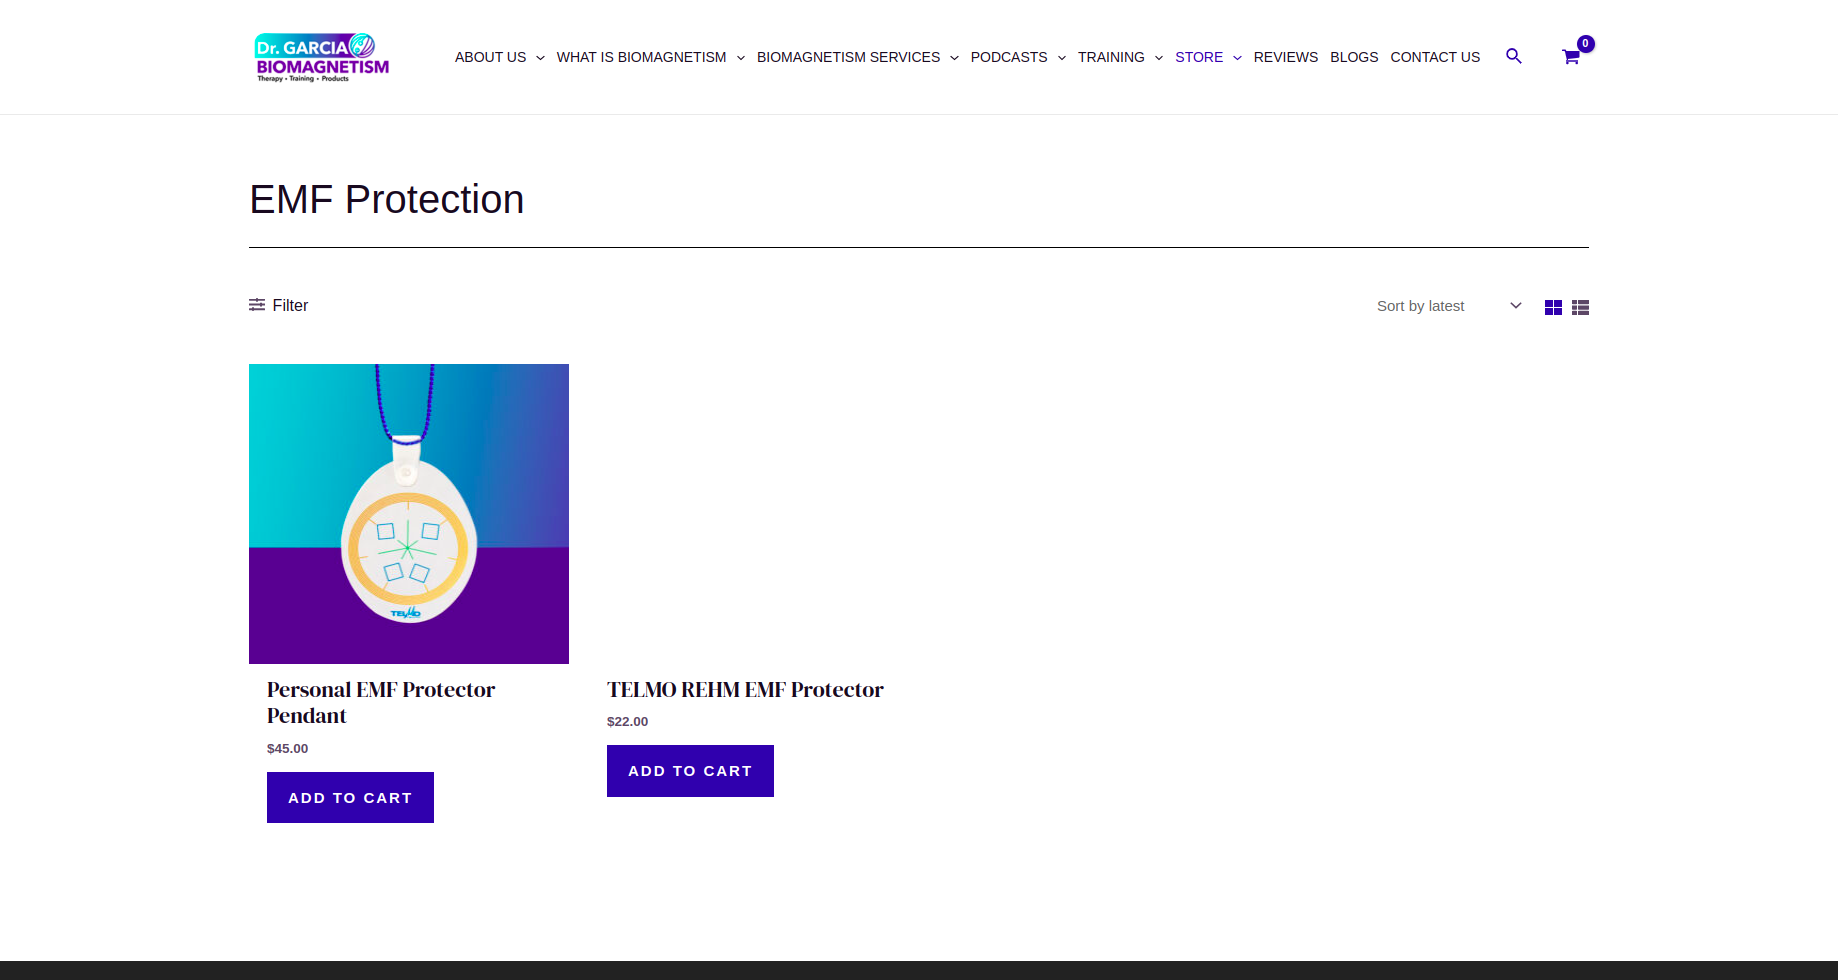 Dr. GARCIA
BIOMAGNETISM
Therapy • Training • Products
ABOUT US WHAT IS BIOMAGNETISM BIOMAGNETISM SERVICES PODCASTS TRAINING STORE REVIEWS BLOGS CONTACT US
0
EMF Protection
Filter
Sort by latest
TELMO
Personal EMF Protector
Pendant
$45.00
ADD TO CART
TELMO REHM EMF Protector
$22.00
ADD TO CART